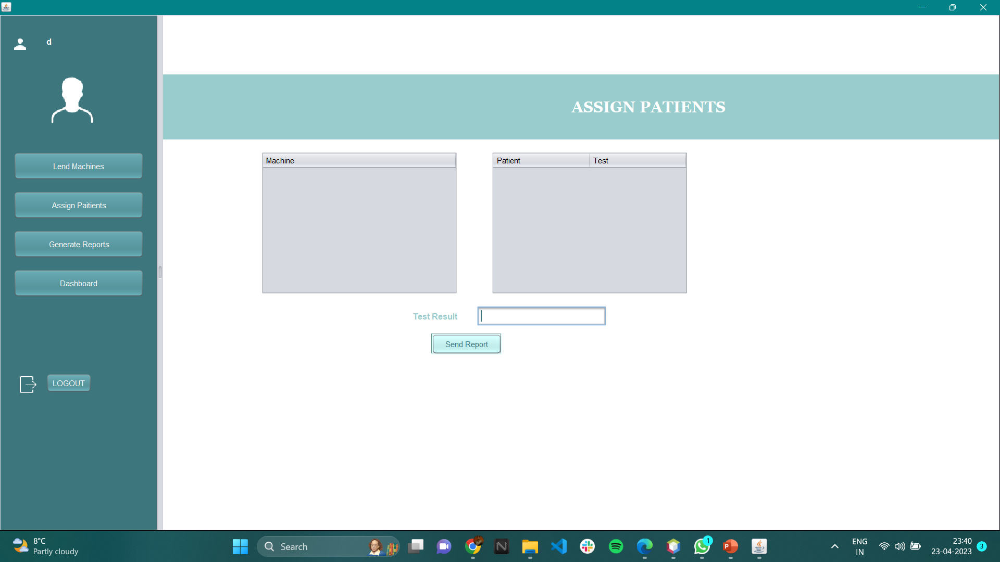 d
Lend Machines
Assign Paitients
Generate Reports
Dashboard
LOGOUT
ASSIGN PATIENTS
Machine
Patient Test
Test Result
Send Report
8°C
Partly cloudy
Search
N
1
P
ENG
IN
23:40
23-04-2023
3